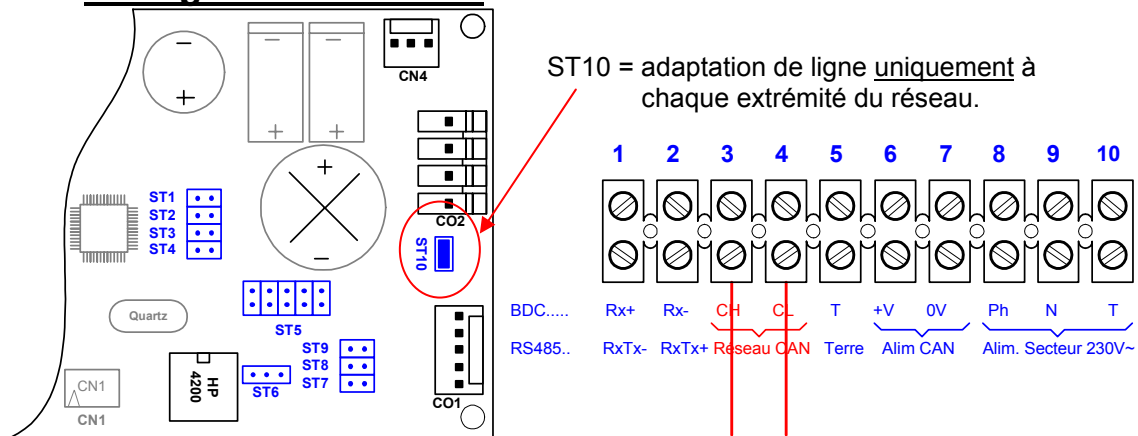 CN4
ST10 = adaptation de ligne uniquement à
chaque extrémité du réseau.
1 2 3 4 5 6 7 8 9 10
ST1
ST2
ST3
ST4
CO2
ST10
BDC..... Rx+ Rx- CH CL T +V 0V Ph N T
RS485.. RxTx- RxTx+ Réseau CAN Terre Alim CAN Alim. Secteur 230V~
Quartz
ST5
ST9
ST8
ST7
ST6
HP
4200
CN1
CN1
CO1